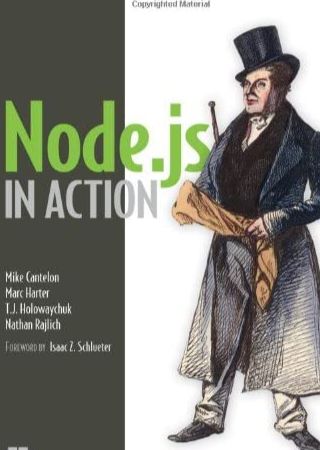 Copyrighted Material
Node.js
IN ACTION
Mike Cantelon
Marc Harter
T.J. Holowaychuk
Nathan Rajlich
FOREWORD BY Isaac Z. Schlueter